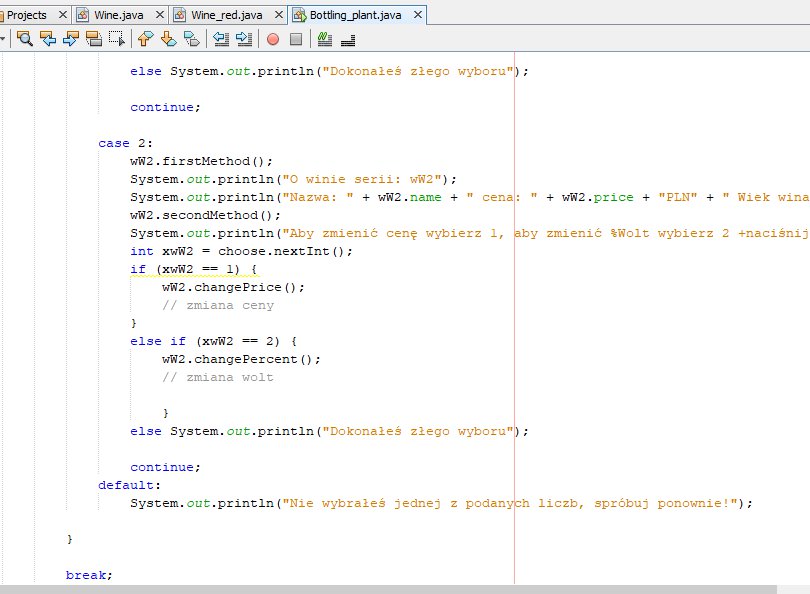 Projects Wine.java Wine_red.java Bottling_plant.java
else System.out.println("Dokonałeś złego wyboru");
continue;
case 2:
wW2.firstMethod();
System.out.println("O winie serii: wW2");
System.out.println("Nazwa: " + wW2.name + " cena: " + wW2.price + "PLN" + " Wiek wina
wW2.secondMethod();
System.out.println("Aby zmienić cenę wybierz 1, aby zmienić %Wolt wybierz 2 +naciśnij
int xwW2 = choose.nextInt();
if (xwW2 == 1) {
wW2.changePrice();
// zmiana ceny
}
else if (xwW2 == 2) {
wW2.changePercent();
// zmiana wolt
}
else System.out.println("Dokonałeś złego wyboru");
continue;
default:
System.out.println("Nie wybrałeś jednej z podanych liczb, spróbuj ponownie!");
}
break;